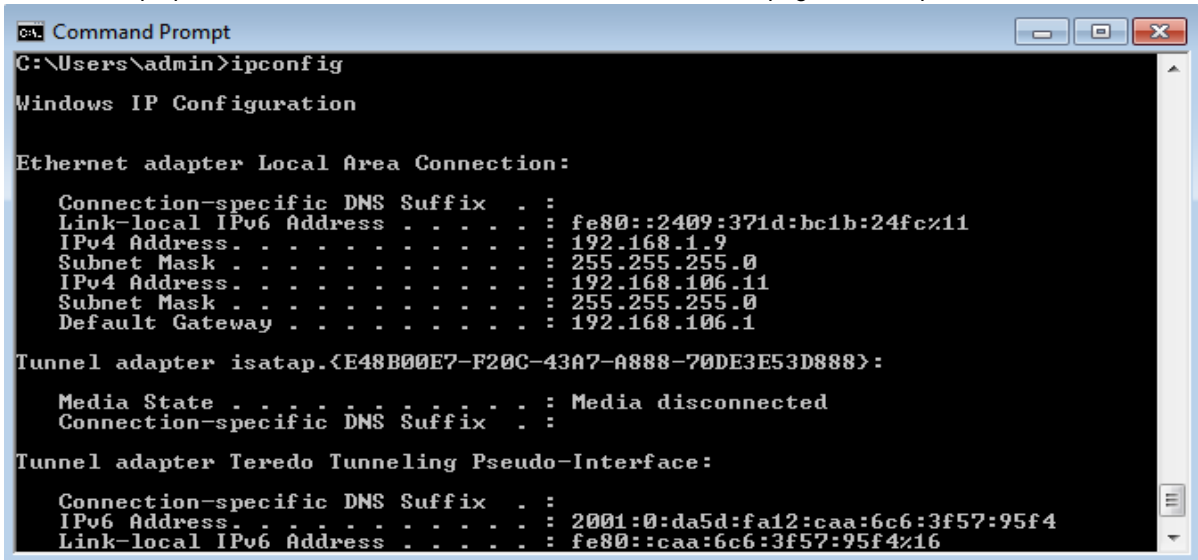 Command Prompt
C:\Users\admin>ipconfig
Windows IP Configuration
Ethernet adapter Local Area Connection:
Connection-specific DNS Suffix . :
Link-local IPv6 Address . . . . . : fe80::2409:371d:bc1b:24fc%11
IPv4 Address. . . . . . . . . . . : 192.168.1.9
Subnet Mask . . . . . . . . . . . : 255.255.255.0
IPv4 Address. . . . . . . . . . . : 192.168.106.11
Subnet Mask . . . . . . . . . . . : 255.255.255.0
Default Gateway . . . . . . . . . : 192.168.106.1
Tunnel adapter isatap.{E48B00E7-F20C-43A7-A888-70DE3E53D888}:
Media State . . . . . . . . . . . : Media disconnected
Connection-specific DNS Suffix . :
Tunnel adapter Teredo Tunneling Pseudo-Interface:
Connection-specific DNS Suffix . :
IPv6 Address. . . . . . . . . . . : 2001:0:da5d:fa12:caa:6c6:3f57:95f4
Link-local IPv6 Address . . . . . : fe80::caa:6c6:3f57:95f4%16